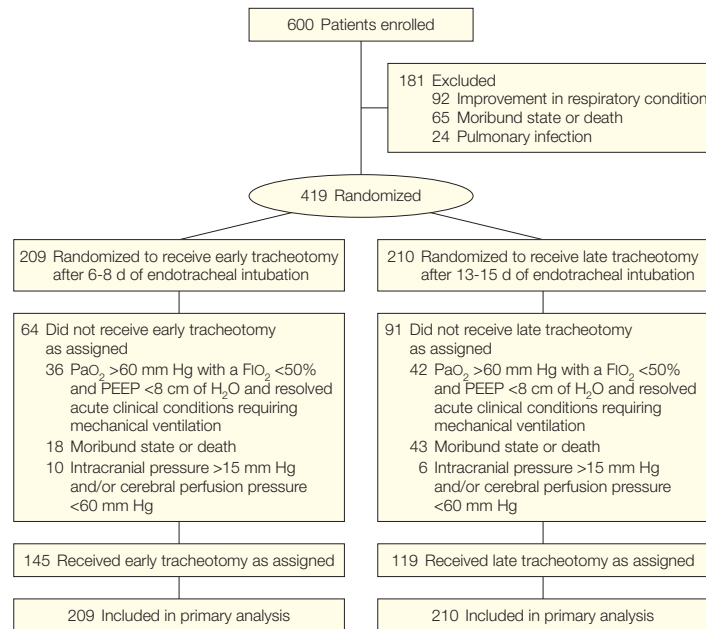 600 Patients enrolled
181 Excluded
92 Improvement in respiratory condition
65 Moribund state or death
24 Pulmonary infection
419 Randomized
209 Randomized to receive early tracheotomy
after 6-8 d of endotracheal intubation
210 Randomized to receive late tracheotomy
after 13-15 d of endotracheal intubation
64 Did not receive early tracheotomy
as assigned
36 PaO₂ >60 mm Hg with a FIO₂ <50%
and PEEP <8 cm of H₂O and resolved
acute clinical conditions requiring
mechanical ventilation
18 Moribund state or death
10 Intracranial pressure >15 mm Hg
and/or cerebral perfusion pressure
<60 mm Hg
91 Did not receive late tracheotomy
as assigned
42 PaO₂ >60 mm Hg with a FIO₂ <50%
and PEEP <8 cm of H₂O and resolved
acute clinical conditions requiring
mechanical ventilation
43 Moribund state or death
6 Intracranial pressure >15 mm Hg
and/or cerebral perfusion pressure
<60 mm Hg
145 Received early tracheotomy as assigned
119 Received late tracheotomy as assigned
209 Included in primary analysis
210 Included in primary analysis